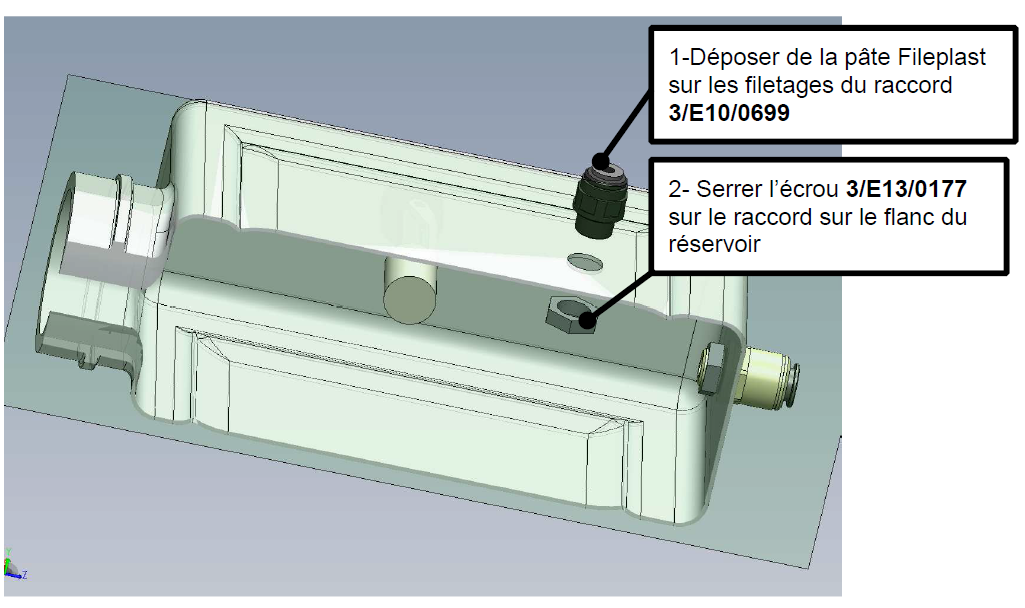 1-Déposer de la pâte Fileplast
sur les filetages du raccord
3/E10/0699
2- Serrer l’écrou 3/E13/0177
sur le raccord sur le flanc du
réservoir
Y
Z